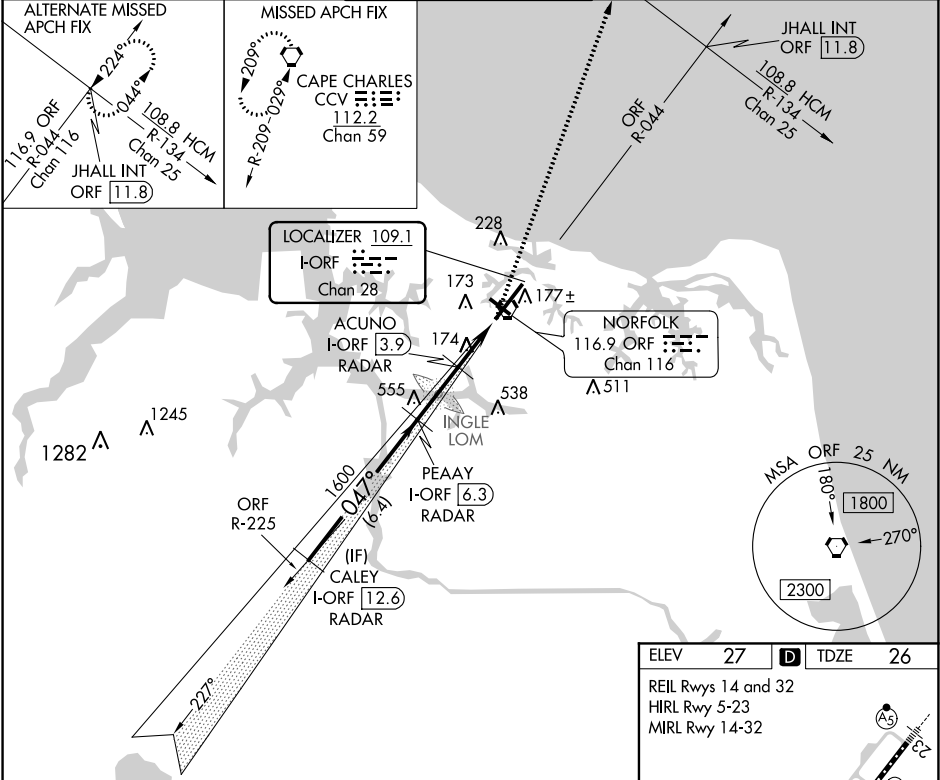 ALTERNATE MISSED
APCH FIX
224°
044°
116.9 ORF
R-044
Chan 116
108.8 HCM
R-134
Chan 25
JHALL INT
ORF 11.8
MISSED APCH FIX
209°
CAPE CHARLES
CCV
112.2
Chan 59
R-209
029°
JHALL INT
ORF 11.8
108.8 HCM
R-134
Chan 25
ORF
R-044
228
LOCALIZER 109.1
I-ORF
Chan 28
173
177±
ACUNO
I-ORF 3.9
RADAR
174
NORFOLK
116.9 ORF
Chan 116
555
538
511
INGLE
LOM
1245
1282
PEAAY
I-ORF 6.3
RADAR
1600
047°
(6.4)
ORF
R-225
(IF)
CALEY
I-ORF 12.6
RADAR
227°
MSA ORF 25 NM
180°
1800
270°
2300
ELEV 27 D TDZE 26
REIL Rwys 14 and 32
HIRL Rwy 5-23
MIRL Rwy 14-32
A5
23